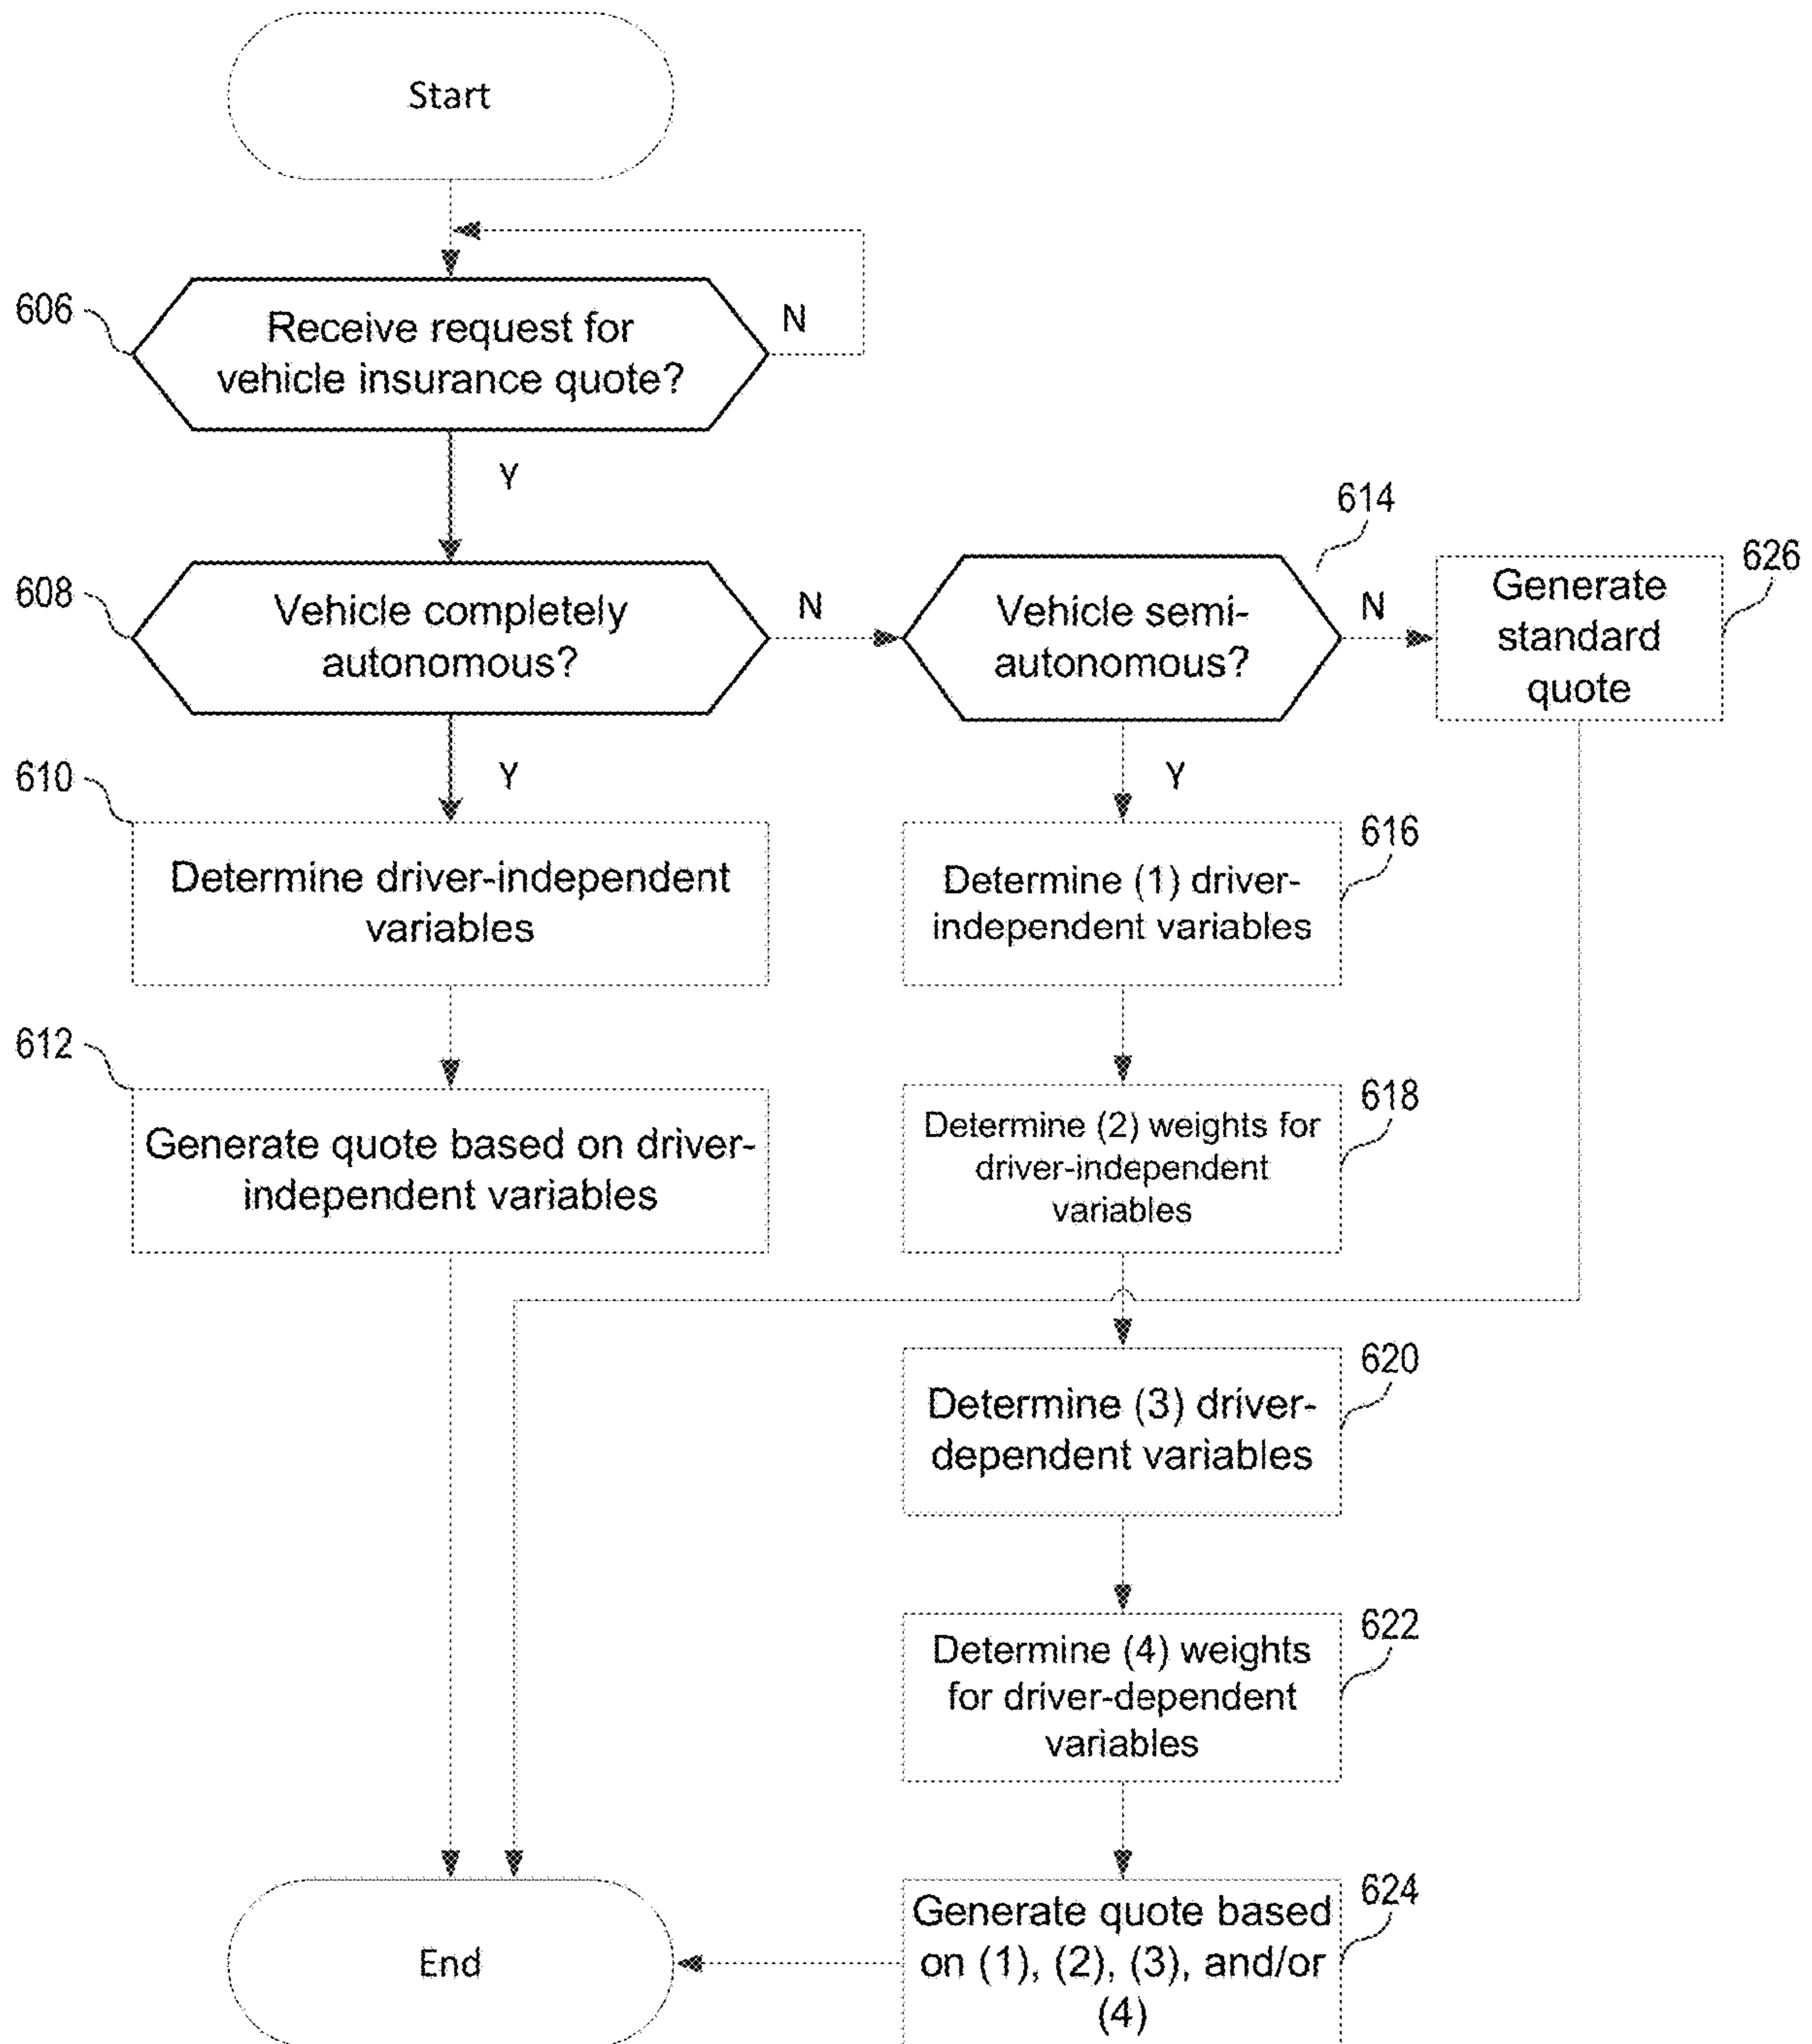 Start
606
Receive request for
vehicle insurance quote?
N
Y
608
Vehicle completely
autonomous?
N
614
Vehicle semi-
autonomous?
N
626
Generate
standard
quote
Y
Y
610
Determine driver-independent
variables
616
Determine (1) driver-
independent variables
612
Generate quote based on driver-
independent variables
618
Determine (2) weights for
driver-independent
variables
620
Determine (3) driver-
dependent variables
622
Determine (4) weights
for driver-dependent
variables
624
Generate quote based
on (1), (2), (3), and/or
(4)
End